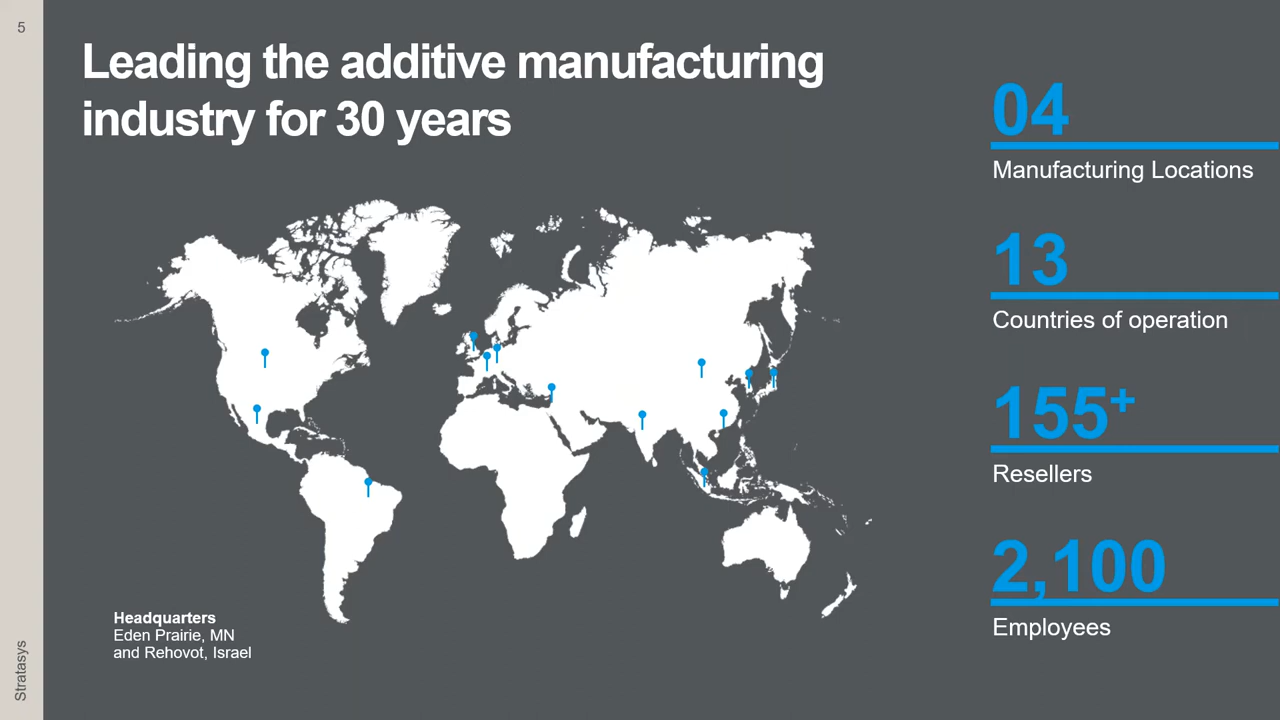 5
Leading the additive manufacturing
industry for 30 years
04
Manufacturing Locations
13
Countries of operation
155+
Resellers
2,100
Employees
Headquarters
Eden Prairie, MN
and Rehovot, Israel
Stratasys